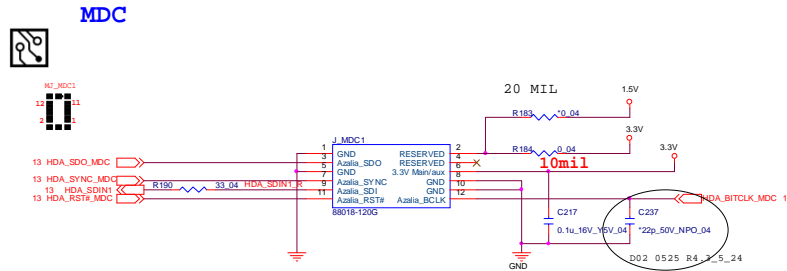 MDC
MJ_MDC1
12 11
2 1
20 MIL
1.5V
R183 *0_04
3.3V
R184 0_04
10mil
3.3V
J_MDC1
1 GND RESERVED 2
3 Azalia_SDO RESERVED 4
5 GND 3.3V Main/aux 6
7 Azalia_SYNC GND 8
9 Azalia_SDI GND 10
11 Azalia_RST# Azalia_BCLK 12
88018-120G
13 HDA_SDO_MDC
13 HDA_SYNC_MDC
13 HDA_SDIN1
R190 33_04 HDA_SDIN1_R
13 HDA_RST#_MDC
HDA_BITCLK_MDC 1
C217
0.1u_16V_Y5V_04
C237
*22p_50V_NPO_04
GND
D02 0525 R4.3_5_24